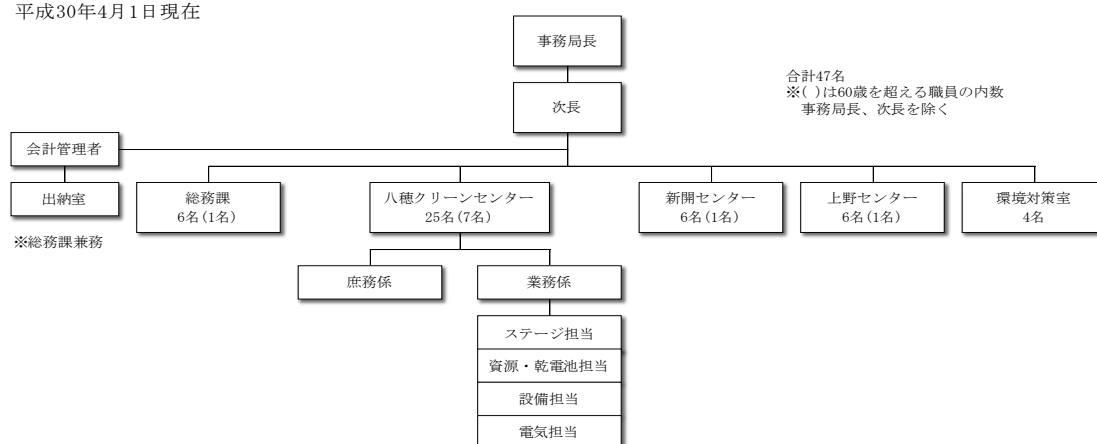 平成30年4月1日現在
事務局長
次長
合計47名
※( )は60歳を超える職員の内数
事務局長、次長を除く
会計管理者
出納室
※総務課兼務
総務課
6名(1名)
八穂クリーンセンター
25名(7名)
新開センター
6名(1名)
上野センター
6名(1名)
環境対策室
4名
庶務係
業務係
ステージ担当
資源・乾電池担当
設備担当
電気担当